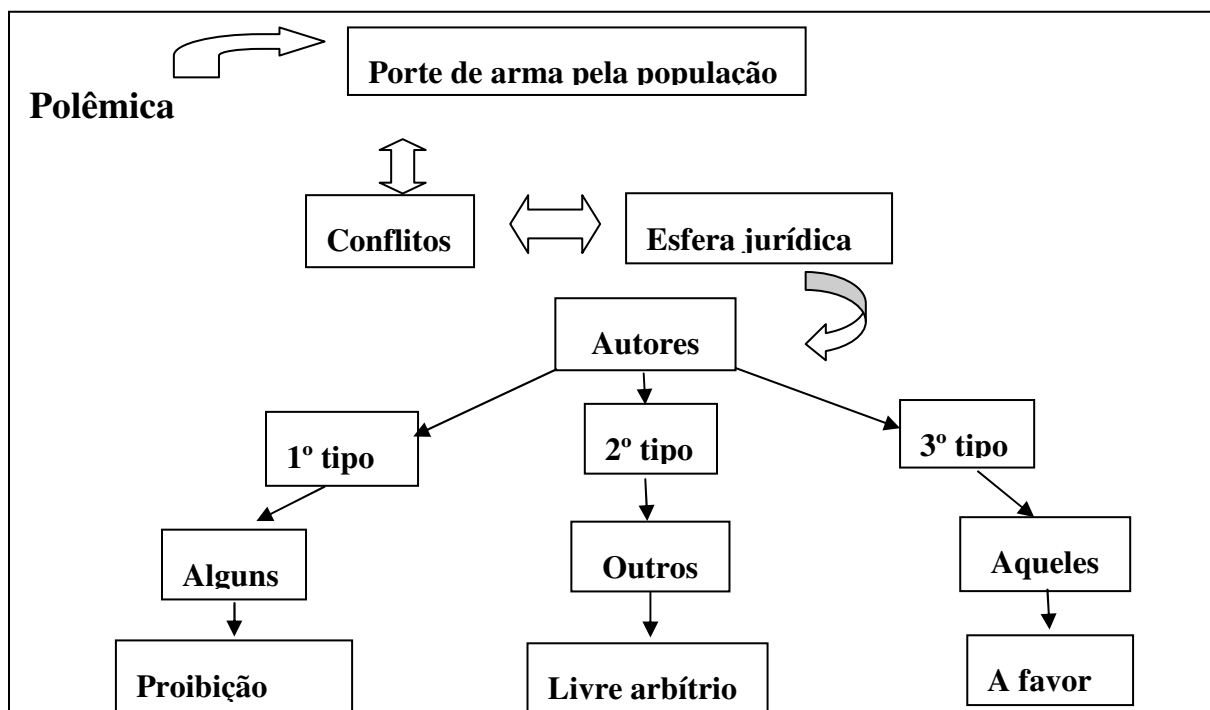 Porte de arma pela população
Polêmica
Conflitos
Esfera jurídica
Autores
1º tipo
2º tipo
3º tipo
Alguns
Outros
Aqueles
Proibição
Livre arbítrio
A favor